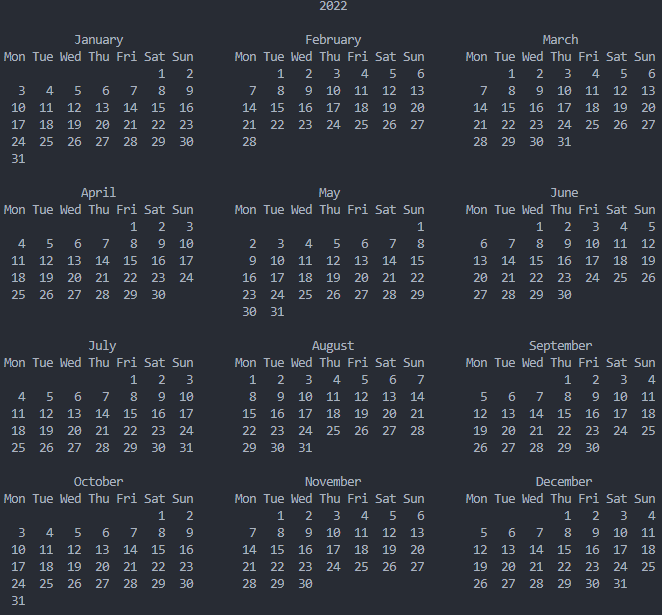 2022
January February March
Mon Tue Wed Thu Fri Sat Sun Mon Tue Wed Thu Fri Sat Sun Mon Tue Wed Thu Fri Sat Sun
1 2 1 2 3 4 5 6 1 2 3 4 5 6
3 4 5 6 7 8 9 7 8 9 10 11 12 13 7 8 9 10 11 12 13
10 11 12 13 14 15 16 14 15 16 17 18 19 20 14 15 16 17 18 19 20
17 18 19 20 21 22 23 21 22 23 24 25 26 27 21 22 23 24 25 26 27
24 25 26 27 28 29 30 28 28 29 30 31
31
April May June
Mon Tue Wed Thu Fri Sat Sun Mon Tue Wed Thu Fri Sat Sun Mon Tue Wed Thu Fri Sat Sun
1 2 3 1 1 2 3 4 5
4 5 6 7 8 9 10 2 3 4 5 6 7 8 6 7 8 9 10 11 12
11 12 13 14 15 16 17 9 10 11 12 13 14 15 13 14 15 16 17 18 19
18 19 20 21 22 23 24 16 17 18 19 20 21 22 20 21 22 23 24 25 26
25 26 27 28 29 30 23 24 25 26 27 28 29 27 28 29 30
30 31
July August September
Mon Tue Wed Thu Fri Sat Sun Mon Tue Wed Thu Fri Sat Sun Mon Tue Wed Thu Fri Sat Sun
1 2 3 1 2 3 4 5 6 7 1 2 3 4
4 5 6 7 8 9 10 8 9 10 11 12 13 14 5 6 7 8 9 10 11
11 12 13 14 15 16 17 15 16 17 18 19 20 21 12 13 14 15 16 17 18
18 19 20 21 22 23 24 22 23 24 25 26 27 28 19 20 21 22 23 24 25
25 26 27 28 29 30 31 29 30 31 26 27 28 29 30
October November December
Mon Tue Wed Thu Fri Sat Sun Mon Tue Wed Thu Fri Sat Sun Mon Tue Wed Thu Fri Sat Sun
1 2 1 2 3 4 5 6 1 2 3 4
3 4 5 6 7 8 9 7 8 9 10 11 12 13 5 6 7 8 9 10 11
10 11 12 13 14 15 16 14 15 16 17 18 19 20 12 13 14 15 16 17 18
17 18 19 20 21 22 23 21 22 23 24 25 26 27 19 20 21 22 23 24 25
24 25 26 27 28 29 30 28 29 30 26 27 28 29 30 31
31